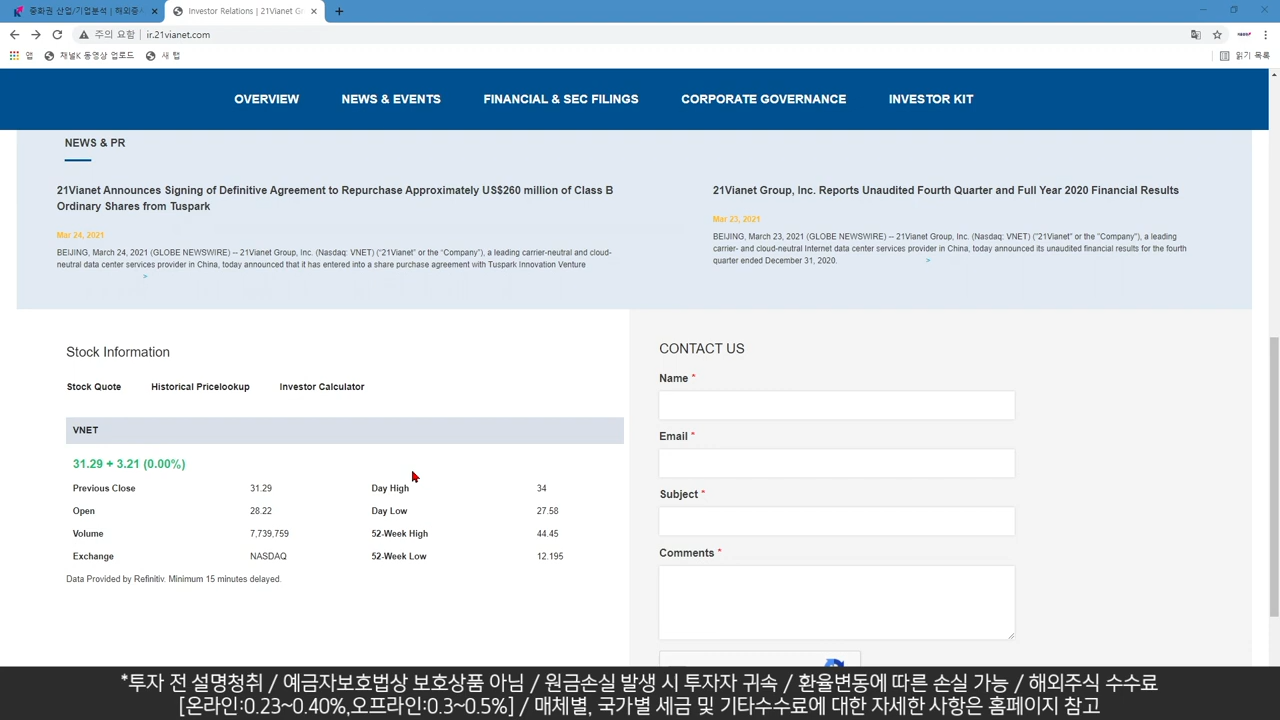 중화권 산업/기업분석 | 해외증시
Investor Relations | 21Vianet G
주의 요함 | ir.21vianet.com
앱 채널K 동영상 업로드 새 탭 읽기 목록
OVERVIEW NEWS & EVENTS FINANCIAL & SEC FILINGS CORPORATE GOVERNANCE INVESTOR KIT
NEWS & PR
21Vianet Announces Signing of Definitive Agreement to Repurchase Approximately US$260 million of Class B
Ordinary Shares from Tuspark
Mar 24, 2021
BEIJING, March 24, 2021 (GLOBE NEWSWIRE) -- 21Vianet Group, Inc. (Nasdaq: VNET) ("21Vianet" or the "Company"), a leading carrier-neutral and cloud-
neutral data center services provider in China, today announced that it has entered into a share purchase agreement with Tuspark Innovation Venture
>
21Vianet Group, Inc. Reports Unaudited Fourth Quarter and Full Year 2020 Financial Results
Mar 23, 2021
BEIJING, March 23, 2021 (GLOBE NEWSWIRE) -- 21Vianet Group, Inc. (Nasdaq: VNET) ("21Vianet" or the "Company"), a leading
carrier- and cloud-neutral Internet data center services provider in China, today announced its unaudited financial results for the fourth
quarter ended December 31, 2020. >
Stock Information
Stock Quote Historical Pricelookup Investor Calculator
VNET
31.29 + 3.21 (0.00%)
Previous Close 31.29 Day High 34
Open 28.22 Day Low 27.58
Volume 7,739,759 52-Week High 44.45
Exchange NASDAQ 52-Week Low 12.195
Data Provided by Refinitiv. Minimum 15 minutes delayed.
CONTACT US
Name *
Email *
Subject *
Comments *
*투자 전 설명청취 / 예금자보호법상 보호상품 아님 / 원금손실 발생 시 투자자 귀속 / 환율변동에 따른 손실 가능 / 해외주식 수수료
[온라인:0.23~0.40%,오프라인:0.3~0.5%] / 매체별, 국가별 세금 및 기타수수료에 대한 자세한 사항은 홈페이지 참고